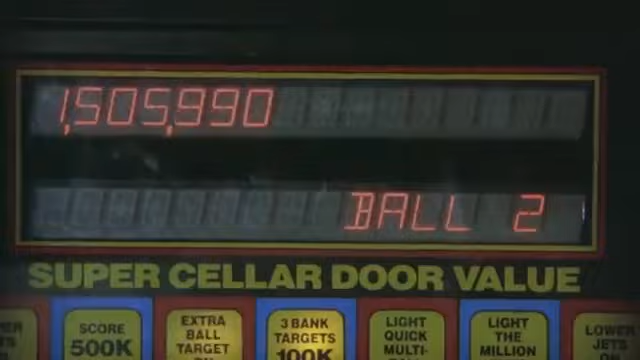 1,505,990
BALL 2
SUPER CELLAR DOOR VALUE
SCORE
500K
EXTRA
BALL
TARGET
3 BANK
TARGETS
100K
LIGHT
QUICK
MULTI-
LIGHT
THE
MILLION
LOWER
JETS